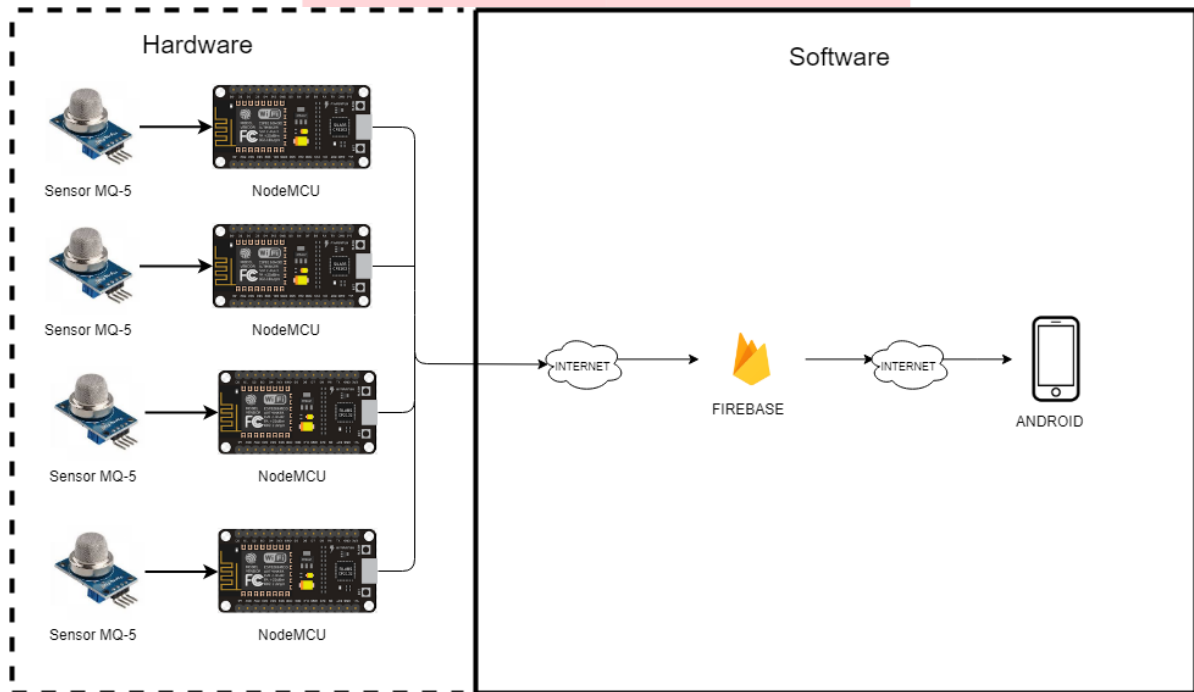 Hardware
Software
Sensor MQ-5
NodeMCU
Sensor MQ-5
NodeMCU
INTERNET
INTERNET
FIREBASE
ANDROID
Sensor MQ-5
NodeMCU
Sensor MQ-5
NodeMCU